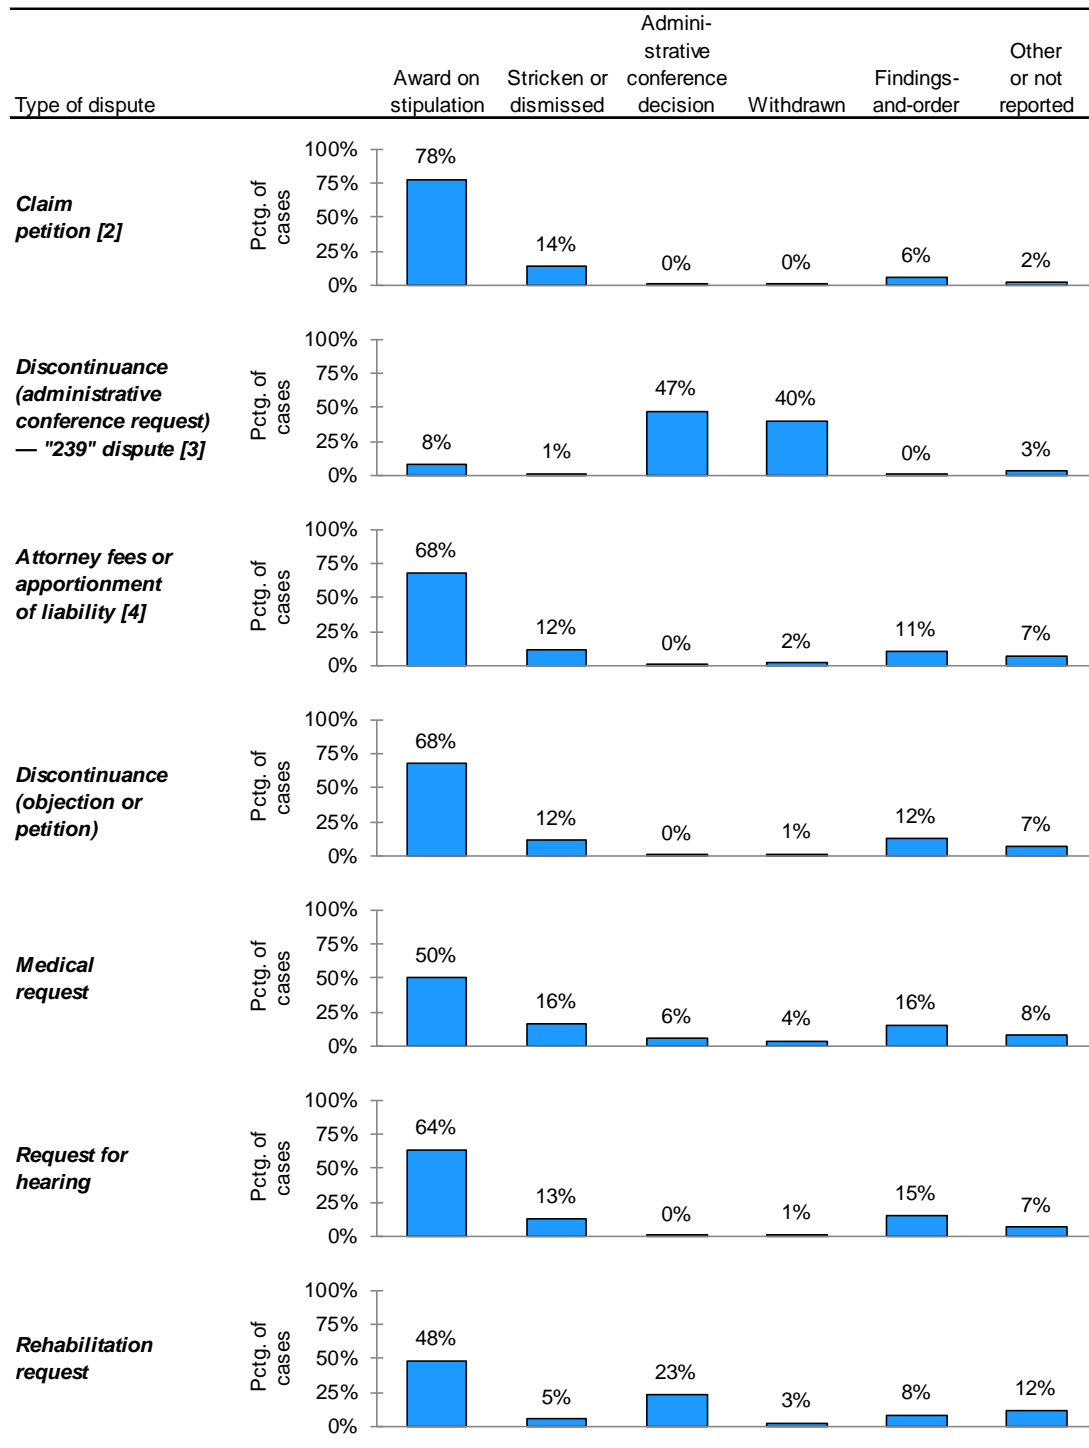 Type of dispute
Award on
stipulation
Stricken or
dismissed
Admini-
strative
conference
decision
Withdrawn
Findings-
and-order
Other
or not
reported
Claim
petition [2]
Pctg. of
cases
100%
75%
50%
25%
0%
78%
14%
0%
0%
6%
2%
Discontinuance
(administrative
conference request)
— "239" dispute [3]
Pctg. of
cases
100%
75%
50%
25%
0%
8%
1%
47%
40%
0%
3%
Attorney fees or
apportionment
of liability [4]
Pctg. of
cases
100%
75%
50%
25%
0%
68%
12%
0%
2%
11%
7%
Discontinuance
(objection or
petition)
Pctg. of
cases
100%
75%
50%
25%
0%
68%
12%
0%
1%
12%
7%
Medical
request
Pctg. of
cases
100%
75%
50%
25%
0%
50%
16%
6%
4%
16%
8%
Request for
hearing
Pctg. of
cases
100%
75%
50%
25%
0%
64%
13%
0%
1%
15%
7%
Rehabilitation
request
Pctg. of
cases
100%
75%
50%
25%
0%
48%
5%
23%
3%
8%
12%